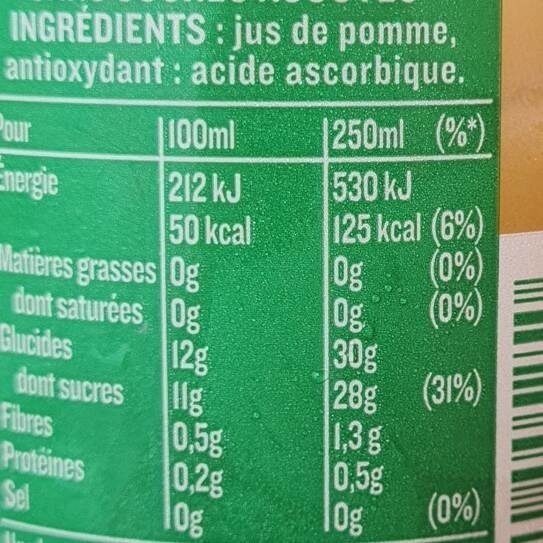 INGRÉDIENTS : jus de pomme,
antioxydant : acide ascorbique.
Pour 100ml 250ml (%*)
Énergie 212 kJ 530 kJ
50 kcal 125 kcal (6%)
Matières grasses 0g 0g (0%)
dont saturées 0g 0g (0%)
Glucides 12g 30g
dont sucres 11g 28g (31%)
Fibres 0,5g 1,3 g
Protéines 0,2g 0,5g
Sel 0g 0g (0%)